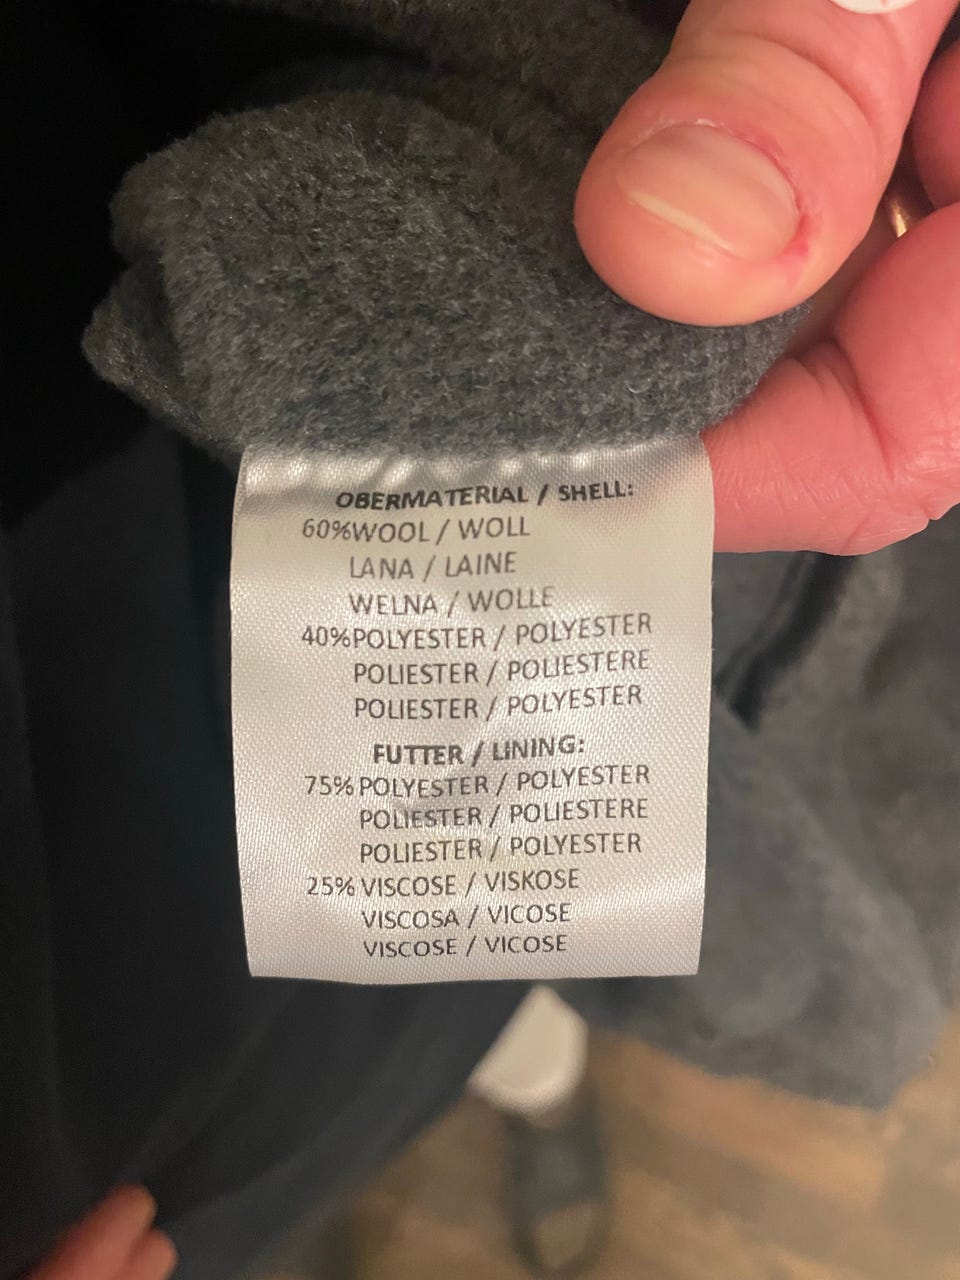 OBERMATERIAL / SHELL:
60%WOOL / WOLL
LANA / LAINE
WELNA / WOLLE
40%POLYESTER / POLYESTER
POLIESTER / POLIESTERE
POLIESTER / POLYESTER
FUTTER / LINING:
75% POLYESTER / POLYESTER
POLIESTER / POLIESTERE
POLIESTER / POLYESTER
25% VISCOSE / VISKOSE
VISCOSA / VICOSE
VISCOSE / VICOSE